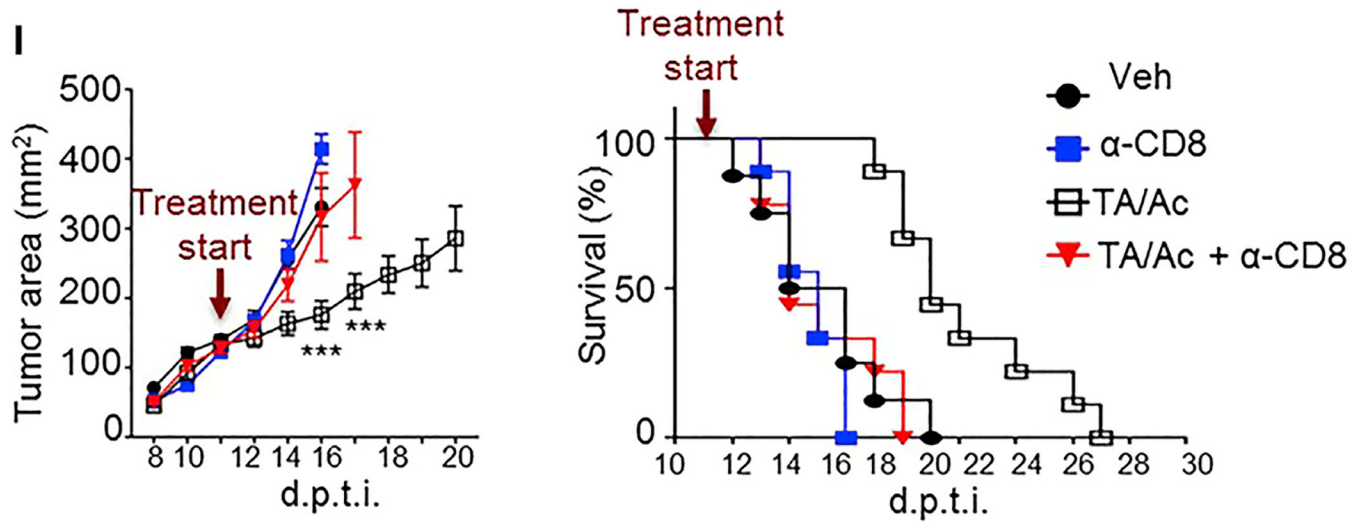 I
Treatment
start
Tumor area (mm²)
500
400
300
200
100
0
Treatment
start
***
***
8 10 12 14 16 18 20
d.p.t.i.
Survival (%)
100
50
0
10 12 14 16 18 20 22 24 26 28 30
d.p.t.i.
Veh
α-CD8
TA/Ac
TA/Ac + α-CD8